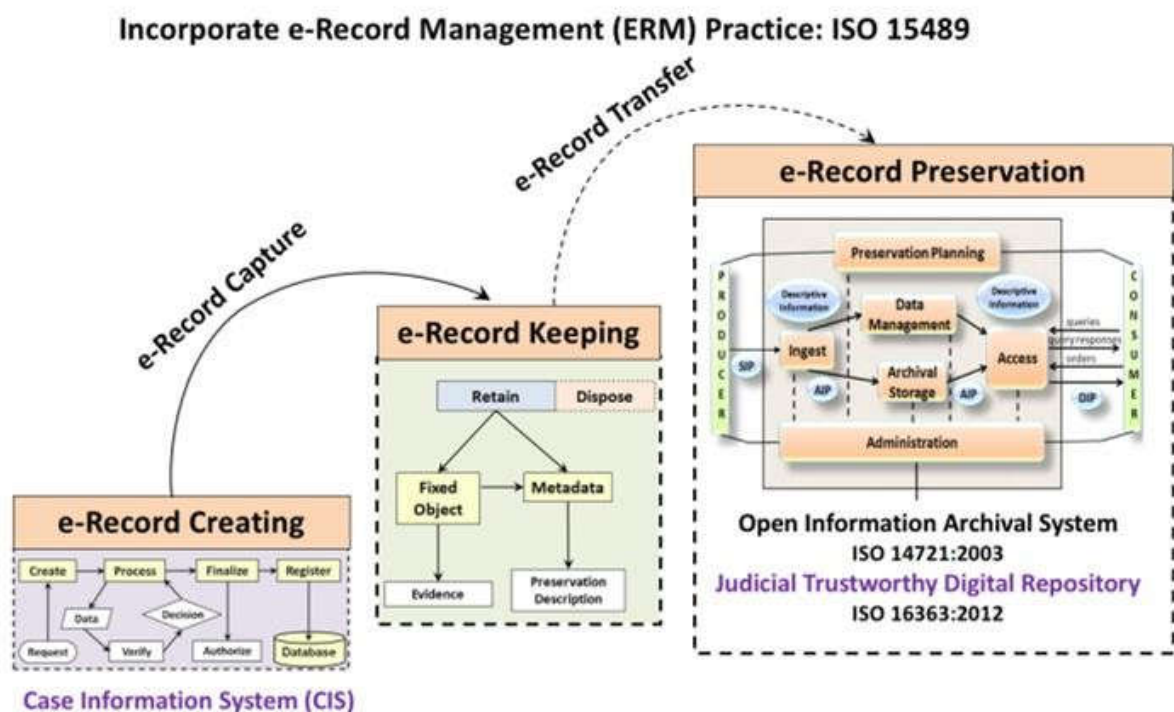 Incorporate e-Record Management (ERM) Practice: ISO 15489
e-Record Transfer
e-Record Capture
e-Record Preservation
Preservation Planning
PRODUCER
CONSUMER
Descriptive
Information
Descriptive
Information
Data
Management
queries
query responses
orders
Ingest
Access
SIP
Archival
Storage
AIP
AIP
DIP
Administration
Open Information Archival System
ISO 14721:2003
Judicial Trustworthy Digital Repository
ISO 16363:2012
e-Record Keeping
Retain
Dispose
Fixed
Object
Metadata
Evidence
Preservation
Description
e-Record Creating
Create
Process
Finalize
Register
Data
Decision
Request
Verify
Authorize
Database
Case Information System (CIS)